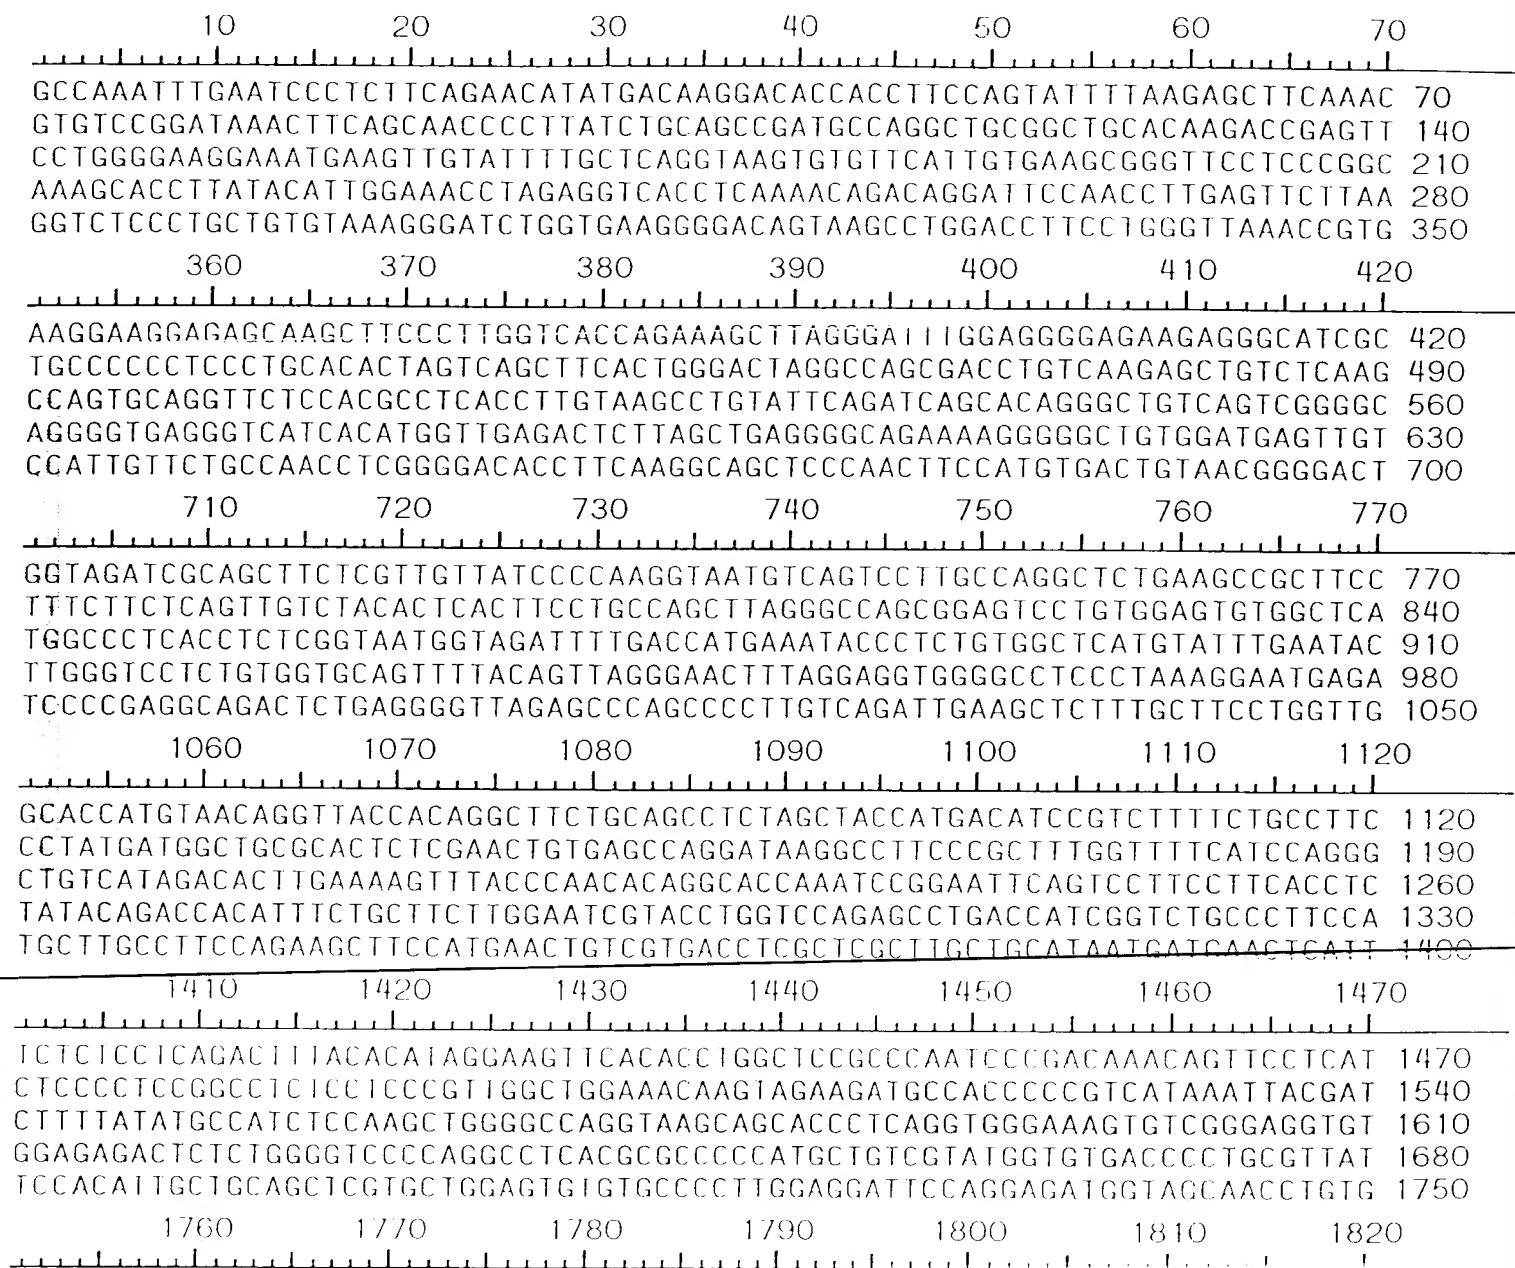 10 20 30 40 50 60 70
GCCAAATTTGAATCCCTCTTCAGAACATATGACAAGGACACCACCTTCCAGTATTTTAAGAGCTTCAAAC 70
GTGTCCGGATAAACTTCAGCAACCCCTTATCTGCAGCCGATGCCAGGCTGCGGCTGCACAAGACCGAGTT 140
CCTGGGGAAGGAAATGAAGTTGTATTTTGCTCAGGTAAGTGTGTTCATTGTGAAGCGGGTTCCTCCCGGC 210
AAAGCACCTTATACATTGGAAACCTAGAGGTCACCTCAAAACAGACAGGATTCCAACCTTGAGTTCTTAA 280
GGTCTCCCTGCTGTGTAAAGGGATCTGGTGAAGGGGACAGTAAGCCTGGACCTTCCTGGGTTAAACCGTG 350
360 370 380 390 400 410 420
AAGGAAGGAGAGCAAGCTTCCCTTGGTCACCAGAAAGCTTAGGGATTTGGAGGGGAGAAGAGGGCATCGC 420
TGCCCCCCTCCCTGCACACTAGTCAGCTTCACTGGGACTAGGCCAGCGACCTGTCAAGAGCTGTCTCAAG 490
CCAGTGCAGGTTCTCCACGCCTCACCTTGTAAGCCTGTATTCAGATCAGCACAGGGCTGTCAGTCGGGGC 560
AGGGGTGAGGGTCATCACATGGTTGAGACTCTTAGCTGAGGGGCAGAAAAGGGGGCTGTGGATGAGTTGT 630
CCATTGTTCTGCCAACCTCGGGGACACCTTCAAGGCAGCTCCCAACTTCCATGTGACTGTAACGGGGACT 700
710 720 730 740 750 760 770
GGTAGATCGCAGCTTCTCGTTGTTATCCCCAAGGTAATGTCAGTCCTTGCCAGGCTCTGAAGCCGCTTCC 770
TTTCTTCTCAGTTGTCTACACTCACTTCCTGCCAGCTTAGGGCCAGCGGAGTCCTGTGGAGTGTGGCTCA 840
TGGCCCTCACCTCTCGGTAATGGTAGATTTTGACCATGAAATACCCTCTGTGGCTCATGTATTTGAATAC 910
TTGGGTCCTCTGTGGTGCAGTTTTACAGTTAGGGAACTTTAGGAGGTGGGGCCTCCCTAAAGGAATGAGA 980
TCCCCGAGGCAGACTCTGAGGGGTTAGAGCCCAGCCCCTTGTCAGATTGAAGCTCTTTGCTTCCTGGTTG 1050
1060 1070 1080 1090 1100 1110 1120
GCACCATGTAACAGGTTACCACAGGCTTCTGCAGCCTCTAGCTACCATGACATCCGTCTTTTCTGCCTTC 1120
CCTATGATGGCTGCGCACTCTCGAACTGTGAGCCAGGATAAGGCCTTCCCGCTTTGGTTTTCATCCAGGG 1190
CTGTCATAGACACTTGAAAAGTTTACCCAACACAGGCACCAAATCCGGAATTCAGTCCTTCCTTCACCTC 1260
TATACAGACCACATTTCTGCTTCTTGGAATCGTACCTGGTCCAGAGCCTGACCATCGGTCTGCCCTTCCA 1330
TGCTTGCCTTCCAGAAGCTTCCATGAACTGTCGTGACCTCGCTCGCTTGCTGCATAATGATCAACTCATT 1400
1410 1420 1430 1440 1450 1460 1470
TCTCTCCTCAGACTTTACACATAGGAAGTTCACACCTGGCTCCGCCCAATCCCGACAAACAGTTCCTCAT 1470
CTCCCCTCCGGCCTCTCCTCCCGTTGGCTGGAAACAAGTAGAAGATGCCACCCCCGTCATAAATTACGAT 1540
CTTTTATATGCCATCTCCAAGCTGGGGCCAGGTAAGCAGCACCCTCAGGTGGGAAAGTGTCGGGAGGTGT 1610
GGAGAGACTCTCTGGGGTCCCCAGGCCTCACGCGCCCCCATGCTGTCGTATGGTGTGACCCCTGCGTTAT 1680
TCCACATTGCTGCAGCTCGTGCTGGAGTGTGTGCCCCTTGGAGGATTCCAGGAGATGGTAGCAACCTGTG 1750
1760 1770 1780 1790 1800 1810 1820